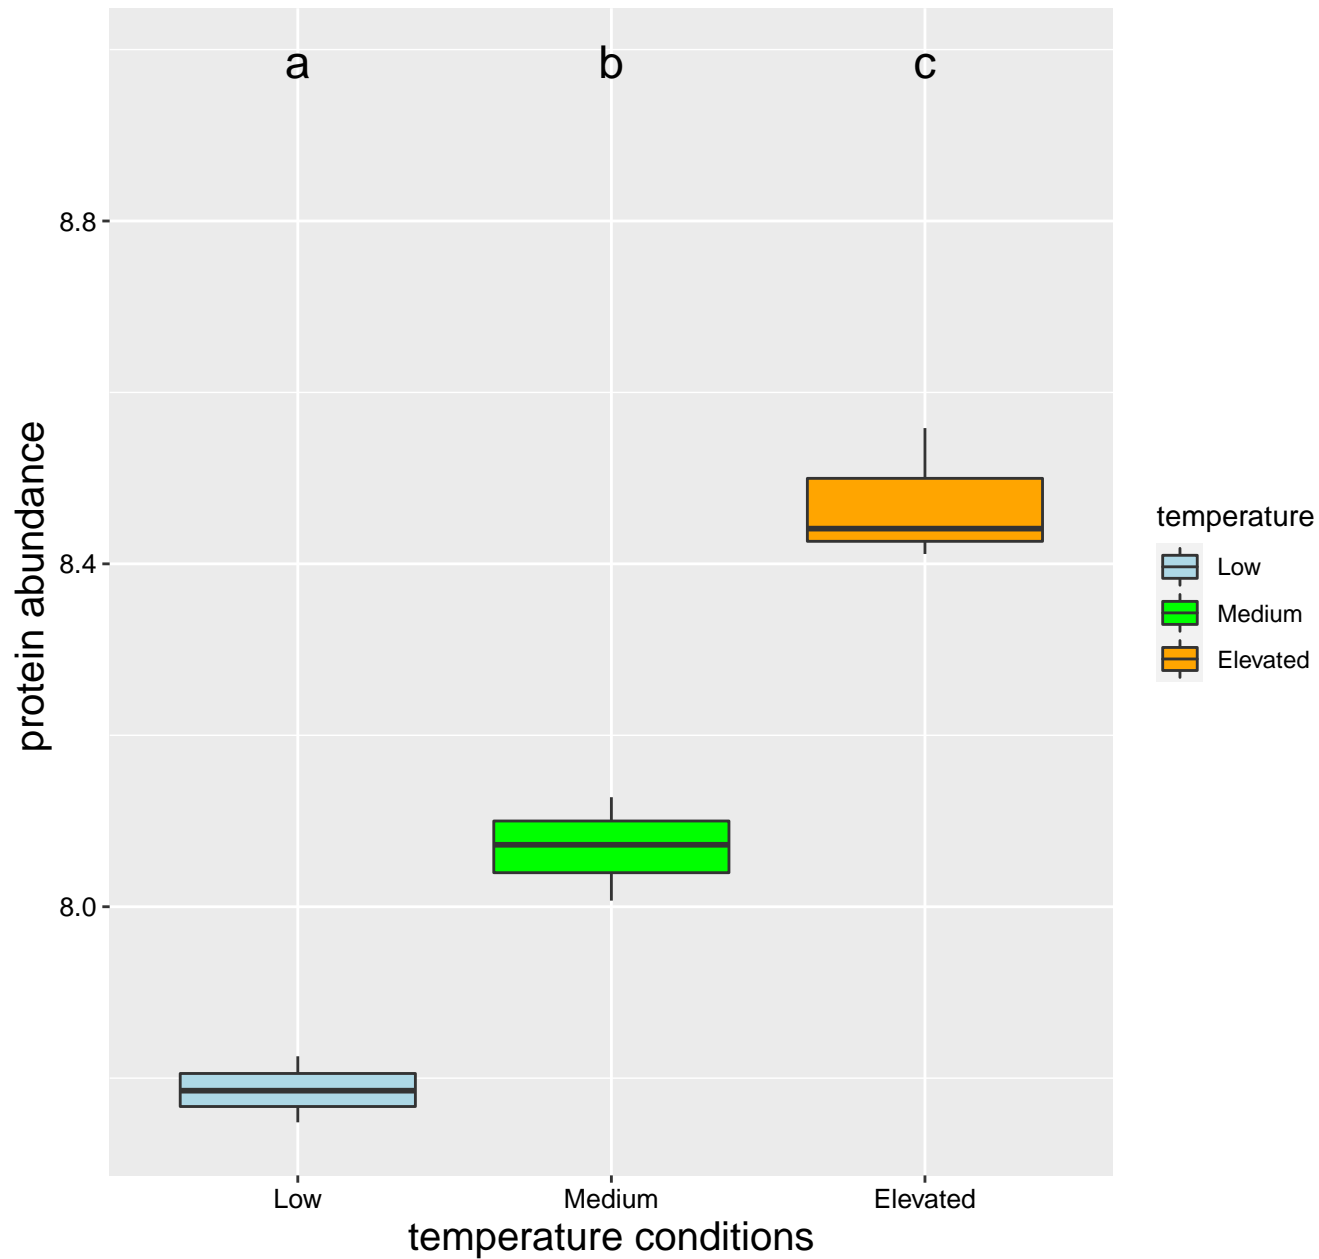 a b c
8.8
8.4
8.0
protein abundance
Low Medium Elevated
temperature conditions
temperature
Low
Medium
Elevated